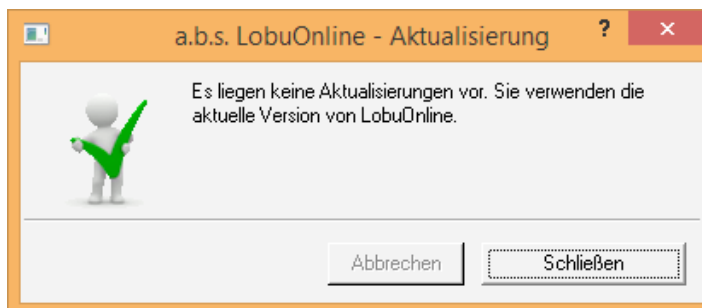 a.b.s. LobuOnline - Aktualisierung ?
Es liegen keine Aktualisierungen vor. Sie verwenden die
aktuelle Version von LobuOnline.
Abbrechen Schließen